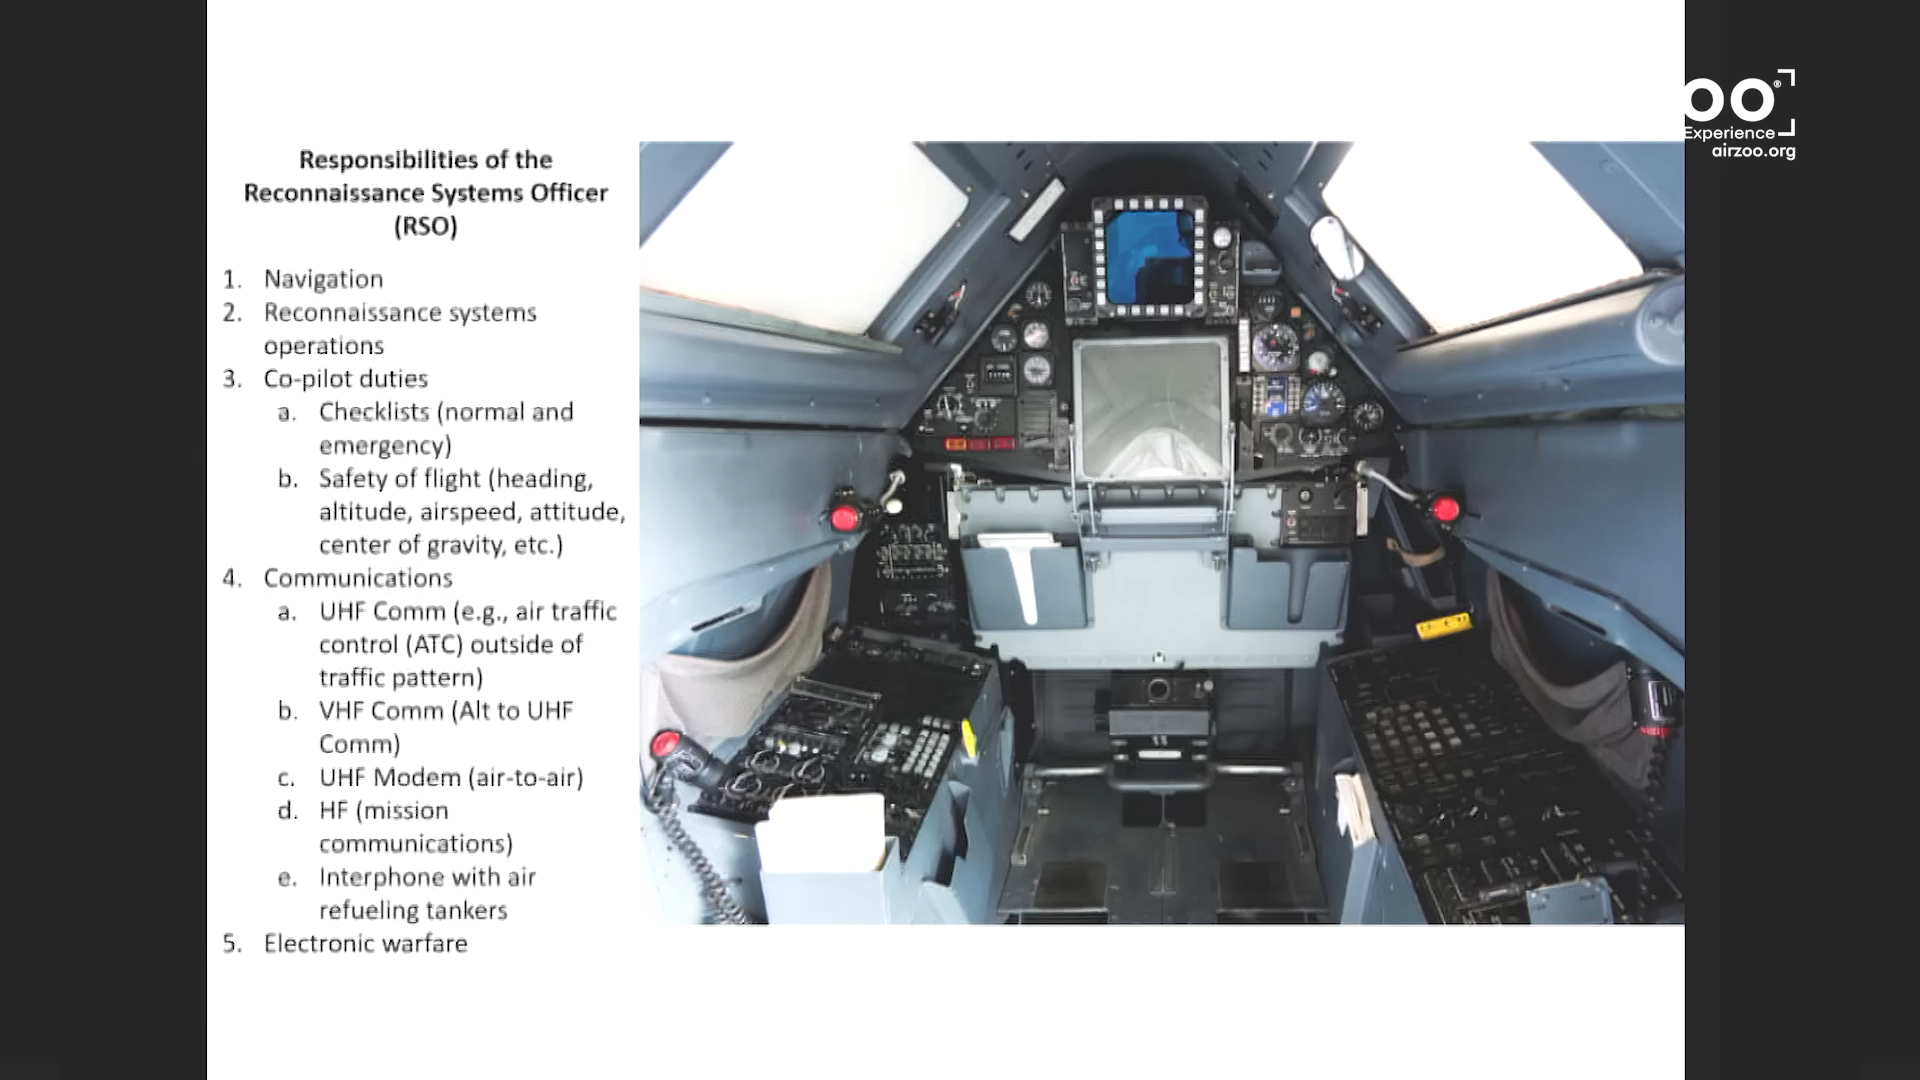 Responsibilities of the
Reconnaissance Systems Officer
(RSO)
1. Navigation
2. Reconnaissance systems
operations
3. Co-pilot duties
a. Checklists (normal and
emergency)
b. Safety of flight (heading,
altitude, airspeed, attitude,
center of gravity, etc.)
4. Communications
a. UHF Comm (e.g., air traffic
control (ATC) outside of
traffic pattern)
b. VHF Comm (Alt to UHF
Comm)
c. UHF Modem (air-to-air)
d. HF (mission
communications)
e. Interphone with air
refueling tankers
5. Electronic warfare
oo®
Experience
airzoo.org